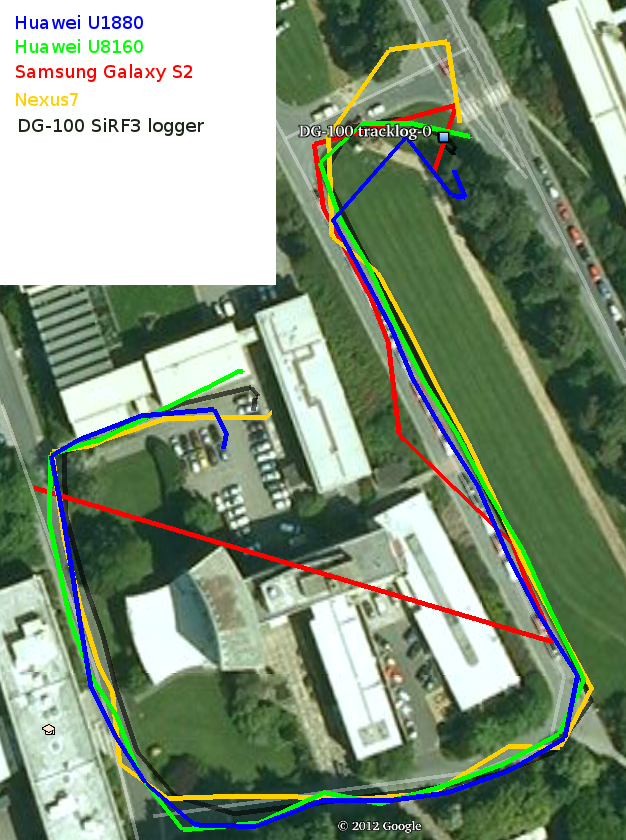 Huawei U1880
Huawei U8160
Samsung Galaxy S2
Nexus7
DG-100 SiRF3 logger
DG-100 tracklog-0
© 2012 Google